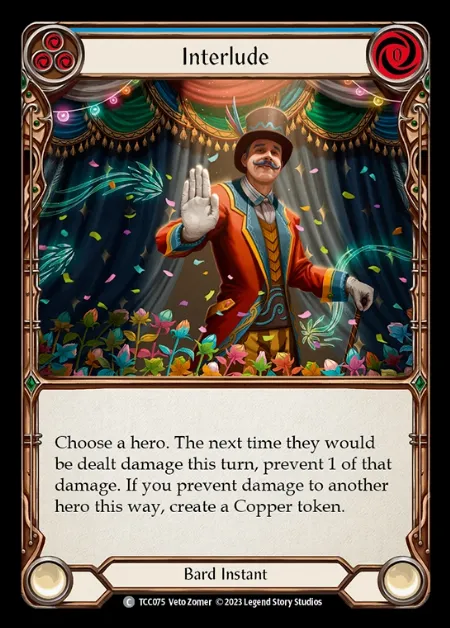 Interlude
0
Choose a hero. The next time they would
be dealt damage this turn, prevent 1 of that
damage. If you prevent damage to another
hero this way, create a Copper token.
Bard Instant
C TCC075 Veto Zomer © 2023 Legend Story Studios